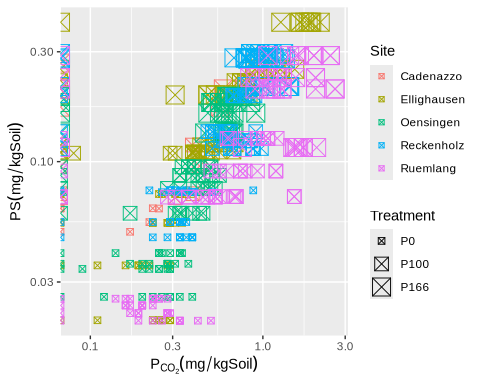 0.30
0.10
0.03
PS(mg/kgSoil)
0.1
0.3
1.0
3.0
P_CO₂(mg/kgSoil)
Site
Cadenazzo
Ellighausen
Oensingen
Reckenholz
Ruemlang
Treatment
P0
P100
P166